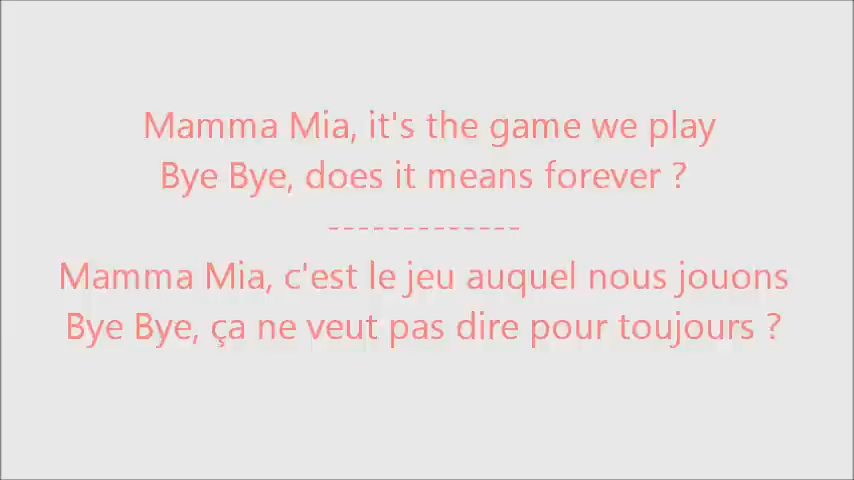 Mamma Mia, it's the game we play
Bye Bye, does it means forever ?
-------------
Mamma Mia, c'est le jeu auquel nous jouons
Bye Bye, ça ne veut pas dire pour toujours ?